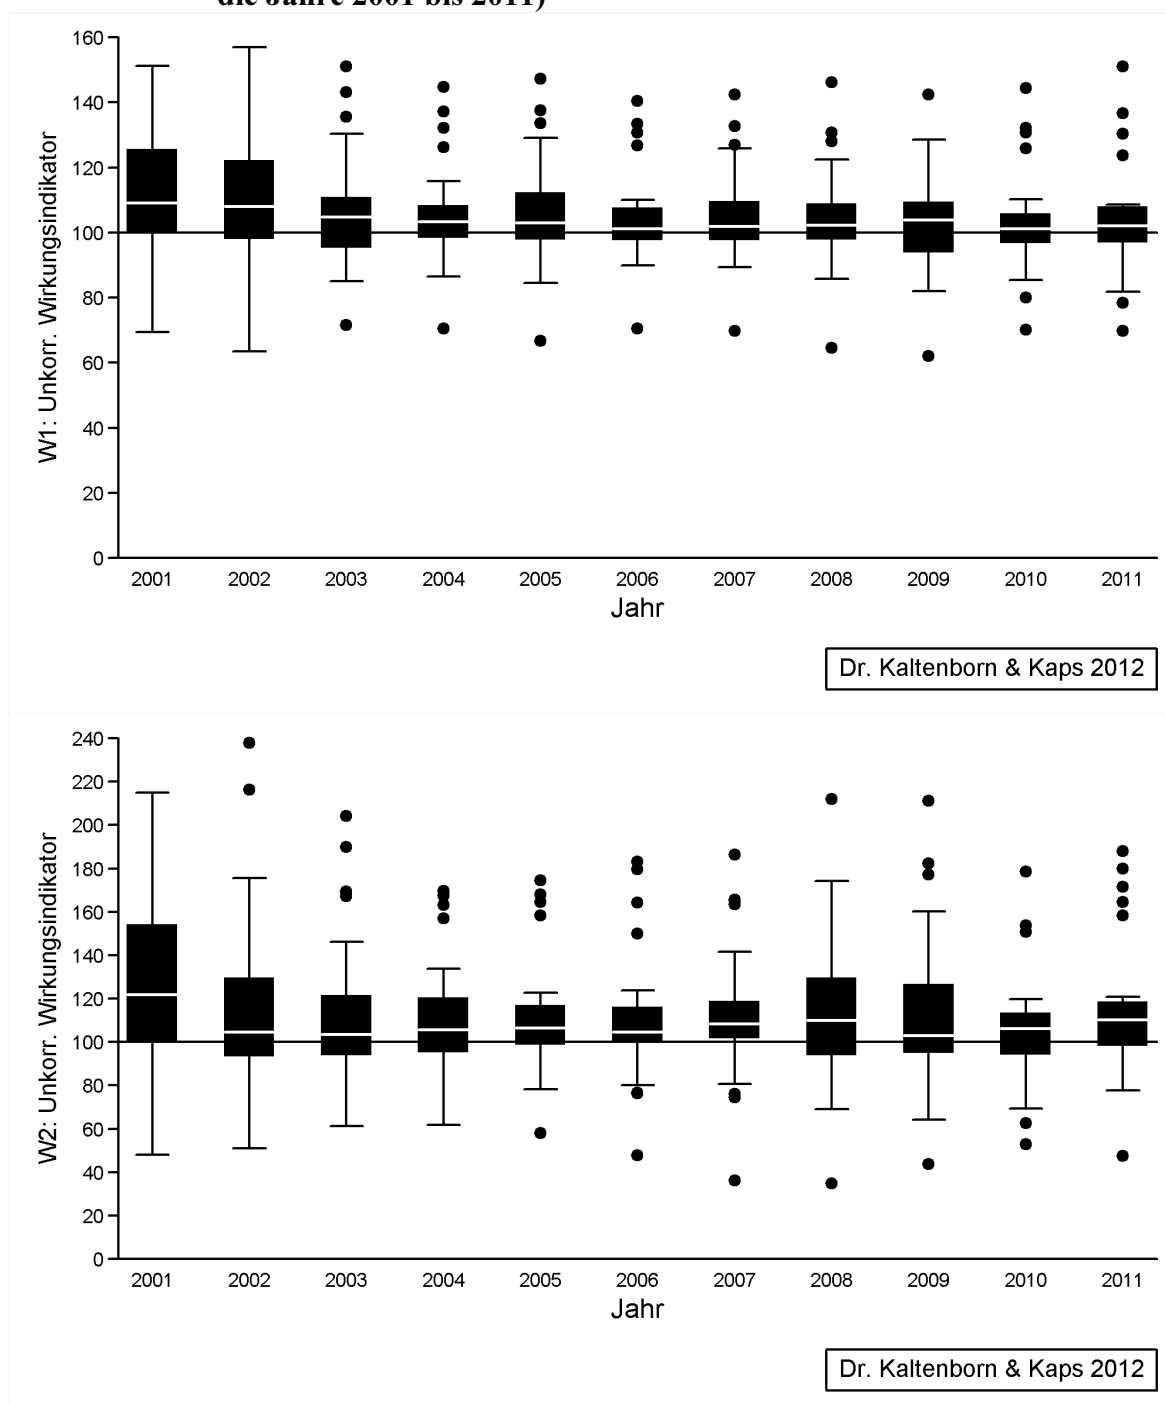 die Jahre 2001 bis 2011)
160
140
120
100
80
60
40
20
0
W1: Unkorr. Wirkungsindikator
2001 2002 2003 2004 2005 2006 2007 2008 2009 2010 2011
Jahr
Dr. Kaltenborn & Kaps 2012
240
220
200
180
160
140
120
100
80
60
40
20
0
W2: Unkorr. Wirkungsindikator
2001 2002 2003 2004 2005 2006 2007 2008 2009 2010 2011
Jahr
Dr. Kaltenborn & Kaps 2012